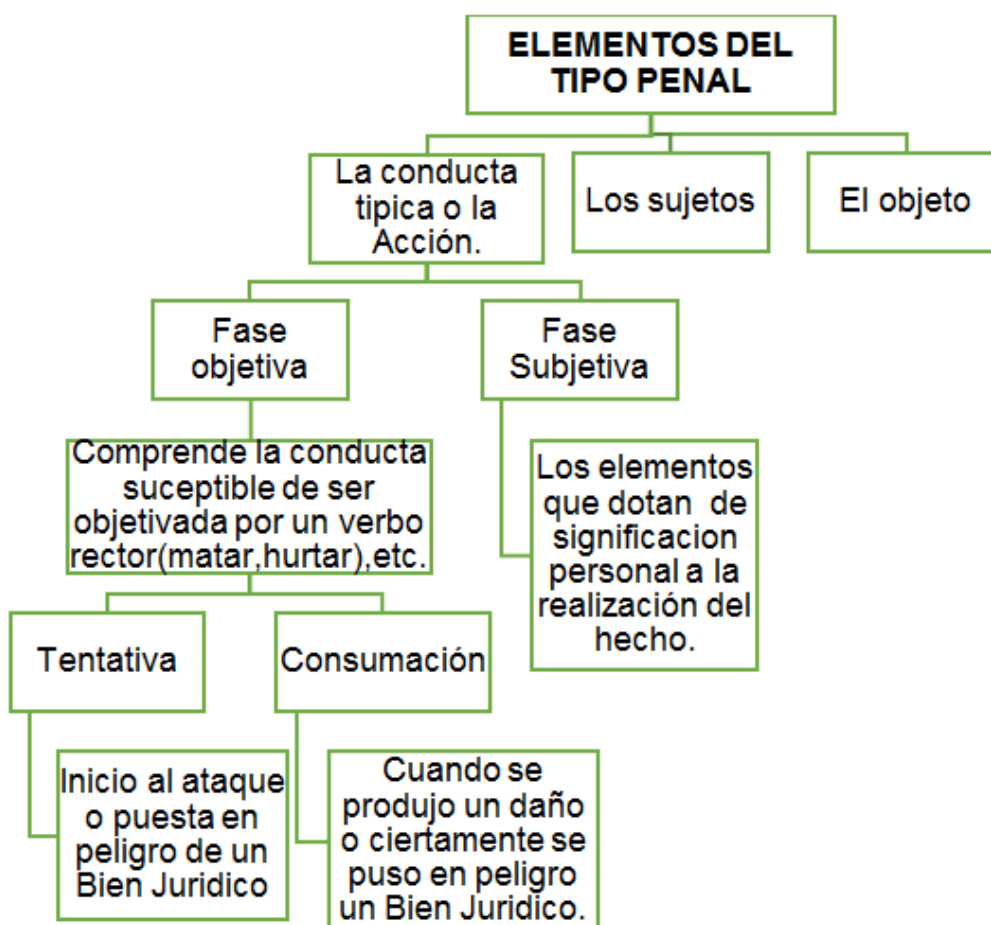 ELEMENTOS DEL
TIPO PENAL
La conducta
tipica o la
Acción.
Los sujetos
El objeto
Fase
objetiva
Fase
Subjetiva
Comprende la conducta
suceptible de ser
objetivada por un verbo
rector(matar,hurtar),etc.
Los elementos
que dotan de
significacion
personal a la
realización del
hecho.
Tentativa
Consumación
Inicio al ataque
o puesta en
peligro de un
Bien Juridico
Cuando se
produjo un daño
o ciertamente se
puso en peligro
un Bien Juridico.